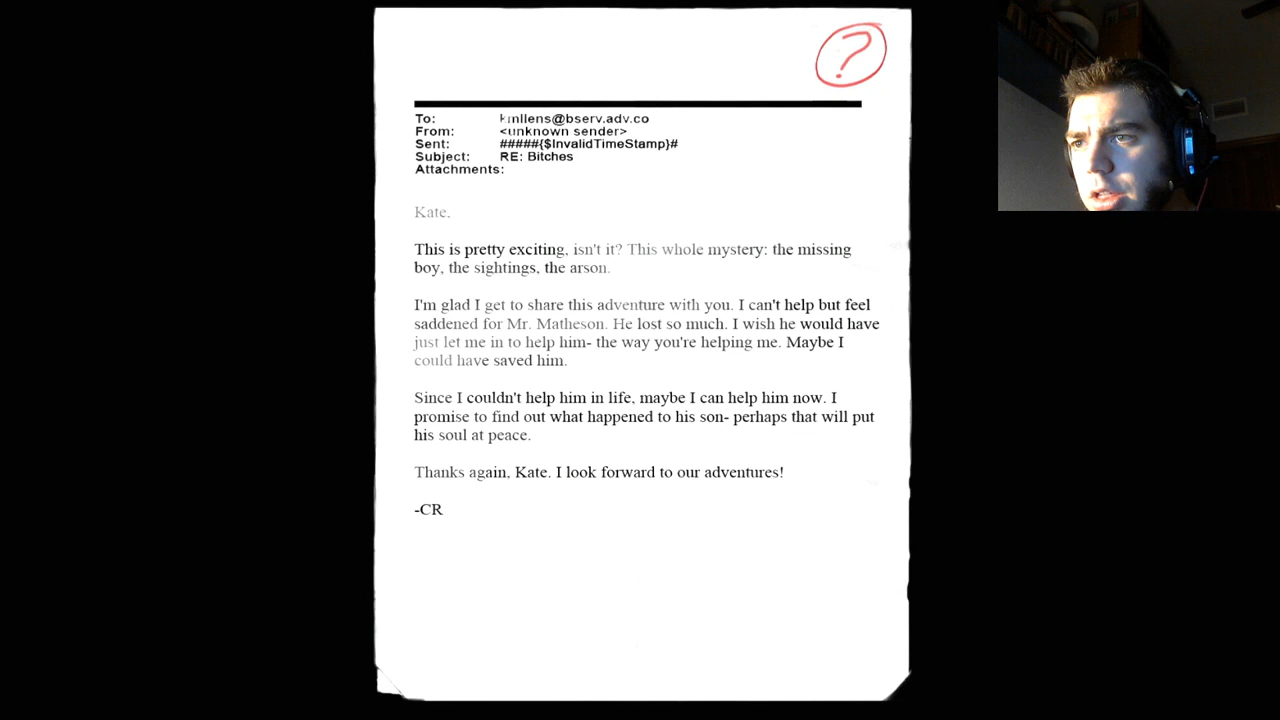 ?
To: kmllens@bserv.adv.co
From: <unknown sender>
Sent: #####{$InvalidTimeStamp}#
Subject: RE: Bitches
Attachments:
Kate.
This is pretty exciting, isn't it? This whole mystery: the missing
boy, the sightings, the arson.
I'm glad I get to share this adventure with you. I can't help but feel
saddened for Mr. Matheson. He lost so much. I wish he would have
just let me in to help him- the way you're helping me. Maybe I
could have saved him.
Since I couldn't help him in life, maybe I can help him now. I
promise to find out what happened to his son- perhaps that will put
his soul at peace.
Thanks again, Kate. I look forward to our adventures!
-CR